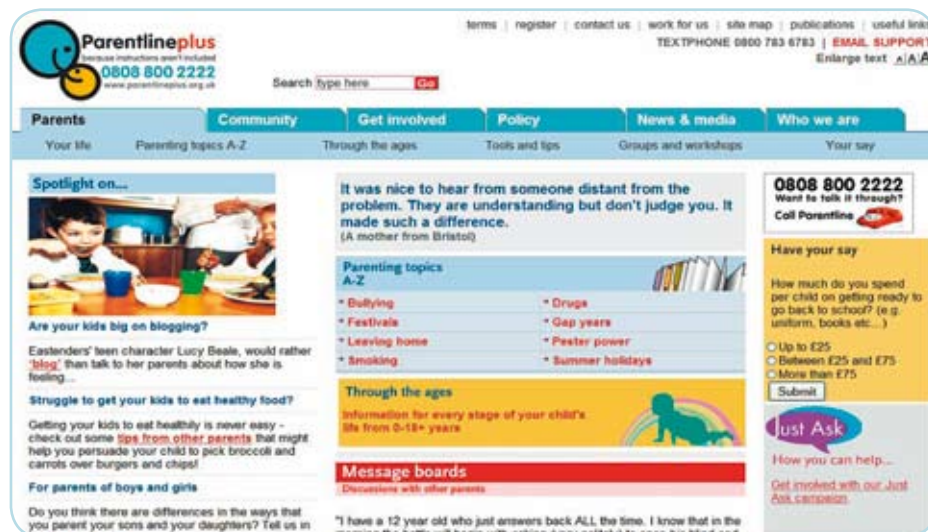 terms | register | contact us | work for us | site map | publications | useful links
TEXTPHONE 0800 783 6783 | EMAIL SUPPORT
Enlarge text A A A
Parentlineplus
because instructions aren't included
0808 800 2222
www.parentlineplus.org.uk
Search type here Go
Parents Community Get involved Policy News & media Who we are
Your life Parenting topics A-Z Through the ages Tools and tips Groups and workshops Your say
Spotlight on...
Are your kids big on blogging?
Eastenders' teen character Lucy Beale, would rather
'blog' than talk to her parents about how she is
feeling...
Struggle to get your kids to eat healthy food?
Getting your kids to eat healthily is never easy -
check out some tips from other parents that might
help you persuade your child to pick broccoli and
carrots over burgers and chips!
For parents of boys and girls
Do you think there are differences in the ways that
you parent your sons and your daughters? Tell us in
It was nice to hear from someone distant from the
problem. They are understanding but don't judge you. It
made such a difference.
(A mother from Bristol)
Parenting topics
A-Z
* Bullying
* Festivals
* Leaving home
* Smoking
* Drugs
* Gap years
* Pester power
* Summer holidays
Through the ages
Information for every stage of your child's
life from 0-18+ years
Message boards
Discussions with other parents
"I have a 12 year old who just answers back ALL the time. I know that in the
0808 800 2222
Want to talk it through?
Call Parentline
Have your say
How much do you spend
per child on getting ready to
go back to school? (e.g.
uniform, books etc...)
Up to £25
Between £25 and £75
More than £75
Submit
Just Ask
How you can help...
Get involved with our Just
Ask campaign